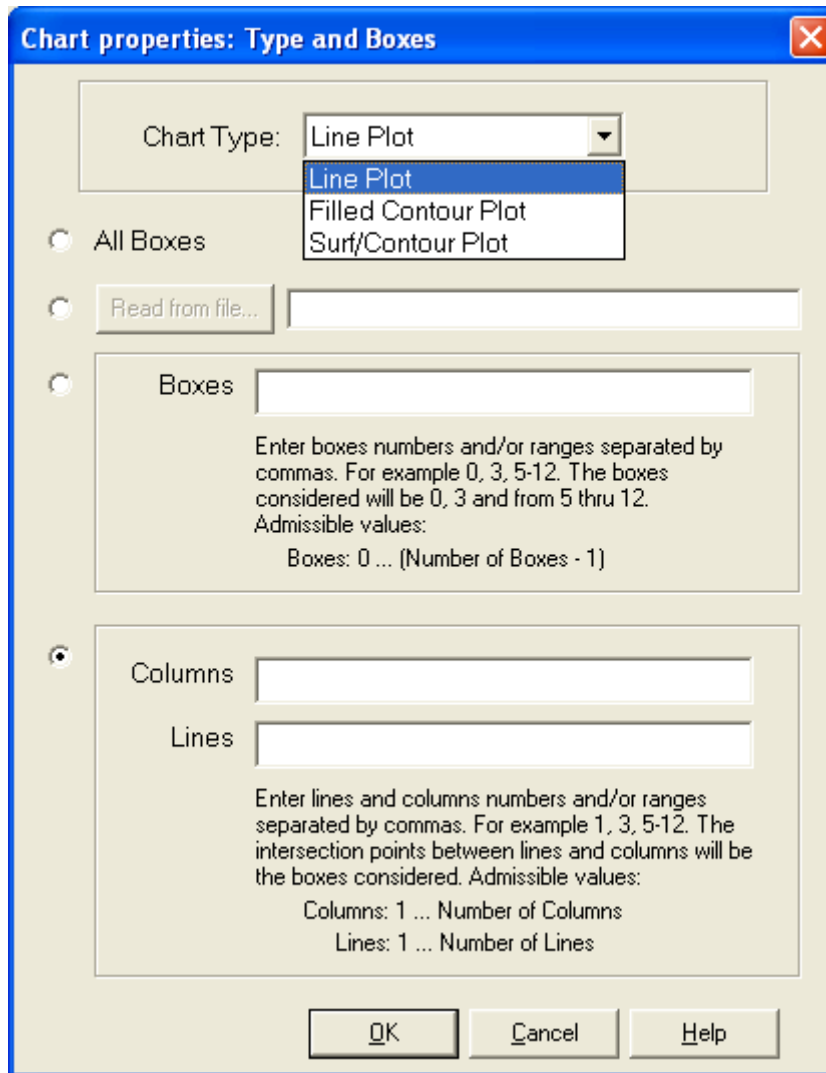 Chart properties: Type and Boxes
Chart Type: Line Plot
Line Plot
Filled Contour Plot
Surf/Contour Plot
All Boxes
Read from file...
Boxes
Enter boxes numbers and/or ranges separated by
commas. For example 0, 3, 5-12. The boxes
considered will be 0, 3 and from 5 thru 12.
Admissible values:
Boxes: 0 ... (Number of Boxes - 1)
Columns
Lines
Enter lines and columns numbers and/or ranges
separated by commas. For example 1, 3, 5-12. The
intersection points between lines and columns will be
the boxes considered. Admissible values:
Columns: 1 ... Number of Columns
Lines: 1 ... Number of Lines
OK Cancel Help